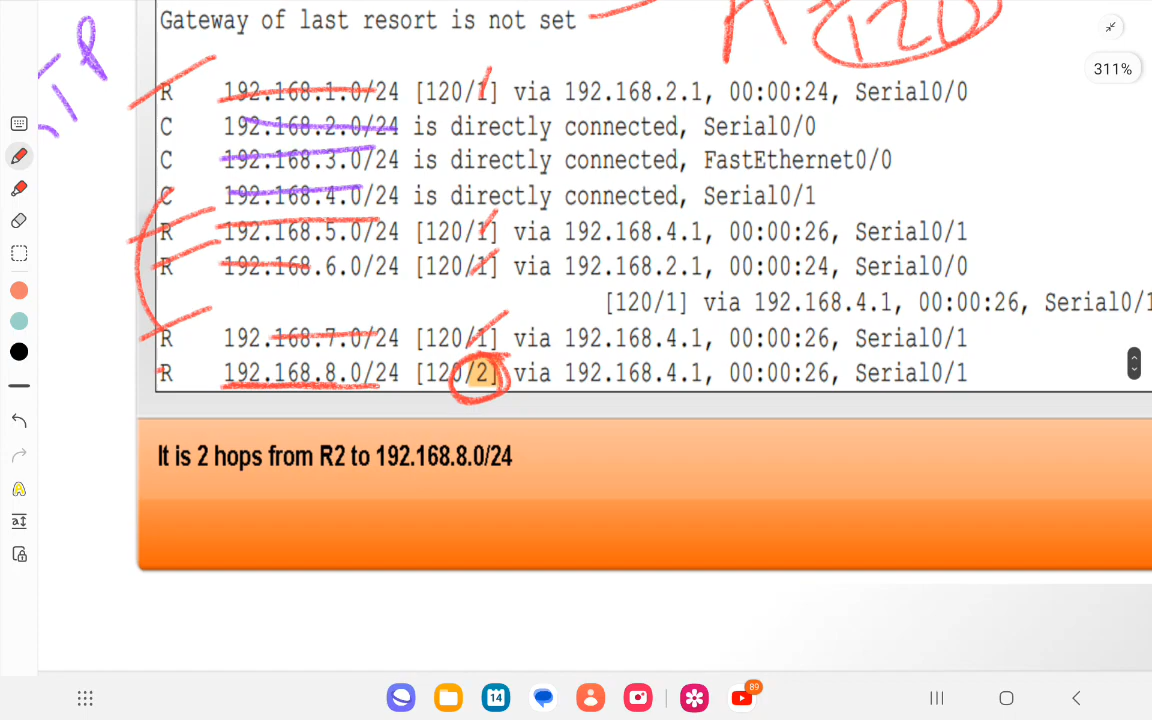 Gateway of last resort is not set
(120)
311%
R 192.168.1.0/24 [120/1] via 192.168.2.1, 00:00:24, Serial0/0
C 192.168.2.0/24 is directly connected, Serial0/0
C 192.168.3.0/24 is directly connected, FastEthernet0/0
C 192.168.4.0/24 is directly connected, Serial0/1
R 192.168.5.0/24 [120/1] via 192.168.4.1, 00:00:26, Serial0/1
R 192.168.6.0/24 [120/1] via 192.168.2.1, 00:00:24, Serial0/0
[120/1] via 192.168.4.1, 00:00:26, Serial0/1
R 192.168.7.0/24 [120/1] via 192.168.4.1, 00:00:26, Serial0/1
R 192.168.8.0/24 [120/2] via 192.168.4.1, 00:00:26, Serial0/1
It is 2 hops from R2 to 192.168.8.0/24
14
89